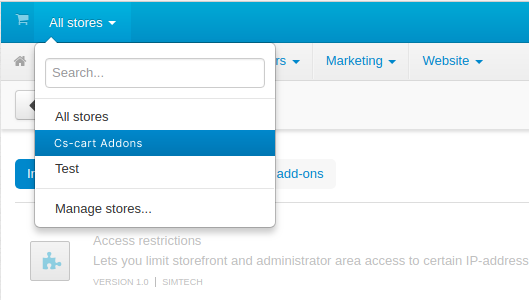 All stores
Search...
rs Marketing Website
All stores
Cs-cart Addons
Test
In add-ons
Manage stores...
Access restrictions
Lets you limit storefront and administrator area access to certain IP-address
VERSION 1.0 | SIMTECH